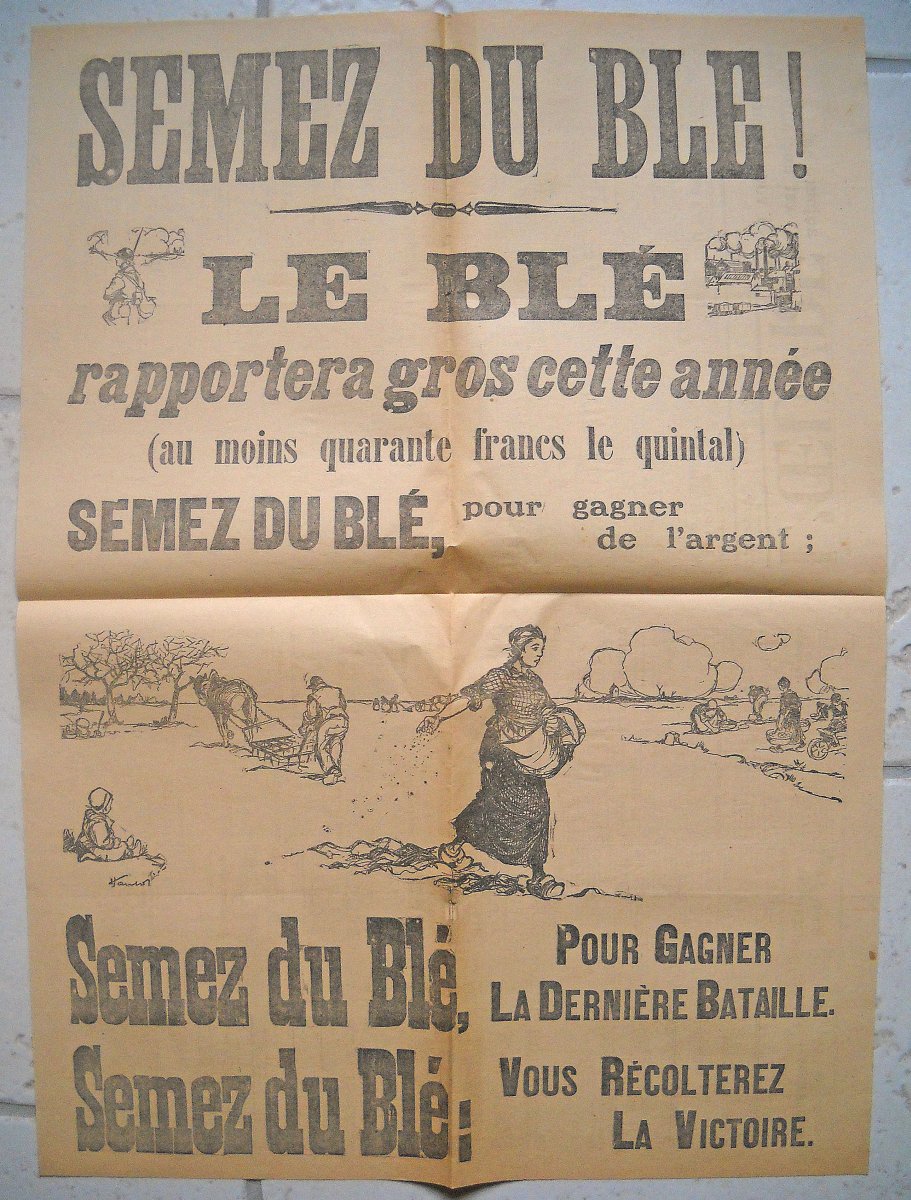 SEMEZ DU BLE !
LE BLÉ
rapportera gros cette année
(au moins quarante francs le quintal)
SEMEZ DU BLÉ, pour gagner
de l'argent ;
Semez du Blé, POUR GAGNER
LA DERNIÈRE BATAILLE.
Semez du Blé; VOUS RÉCOLTEREZ
LA VICTOIRE.